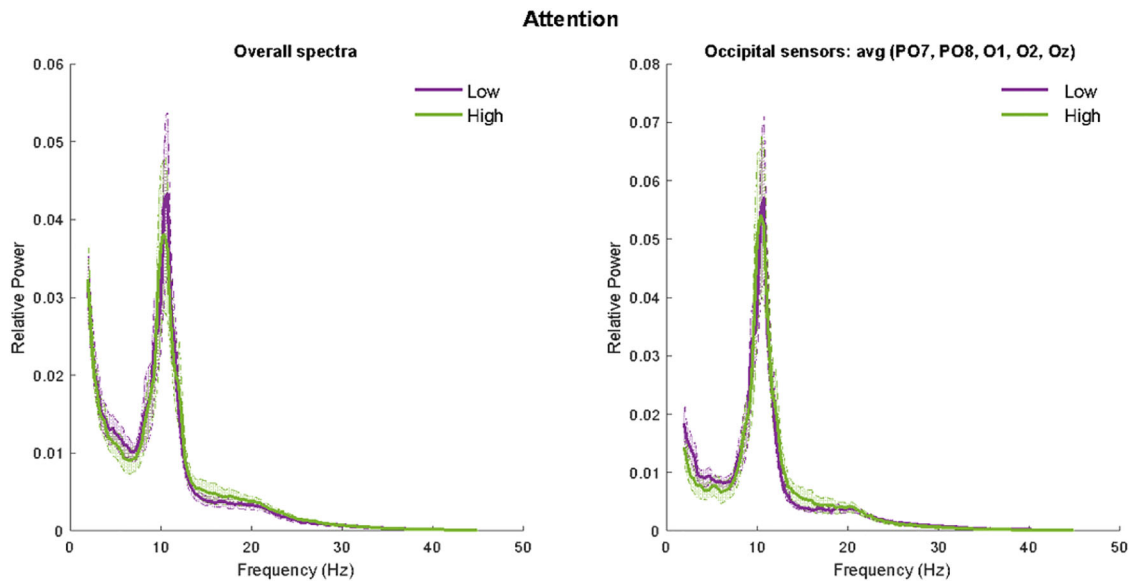 Attention
Overall spectra
Low
High
0.06
0.05
0.04
0.03
0.02
0.01
0
Relative Power
0
10
20
30
40
50
Frequency (Hz)
Occipital sensors: avg (PO7, PO8, O1, O2, Oz)
Low
High
0.08
0.07
0.06
0.05
0.04
0.03
0.02
0.01
0
Relative Power
0
10
20
30
40
50
Frequency (Hz)